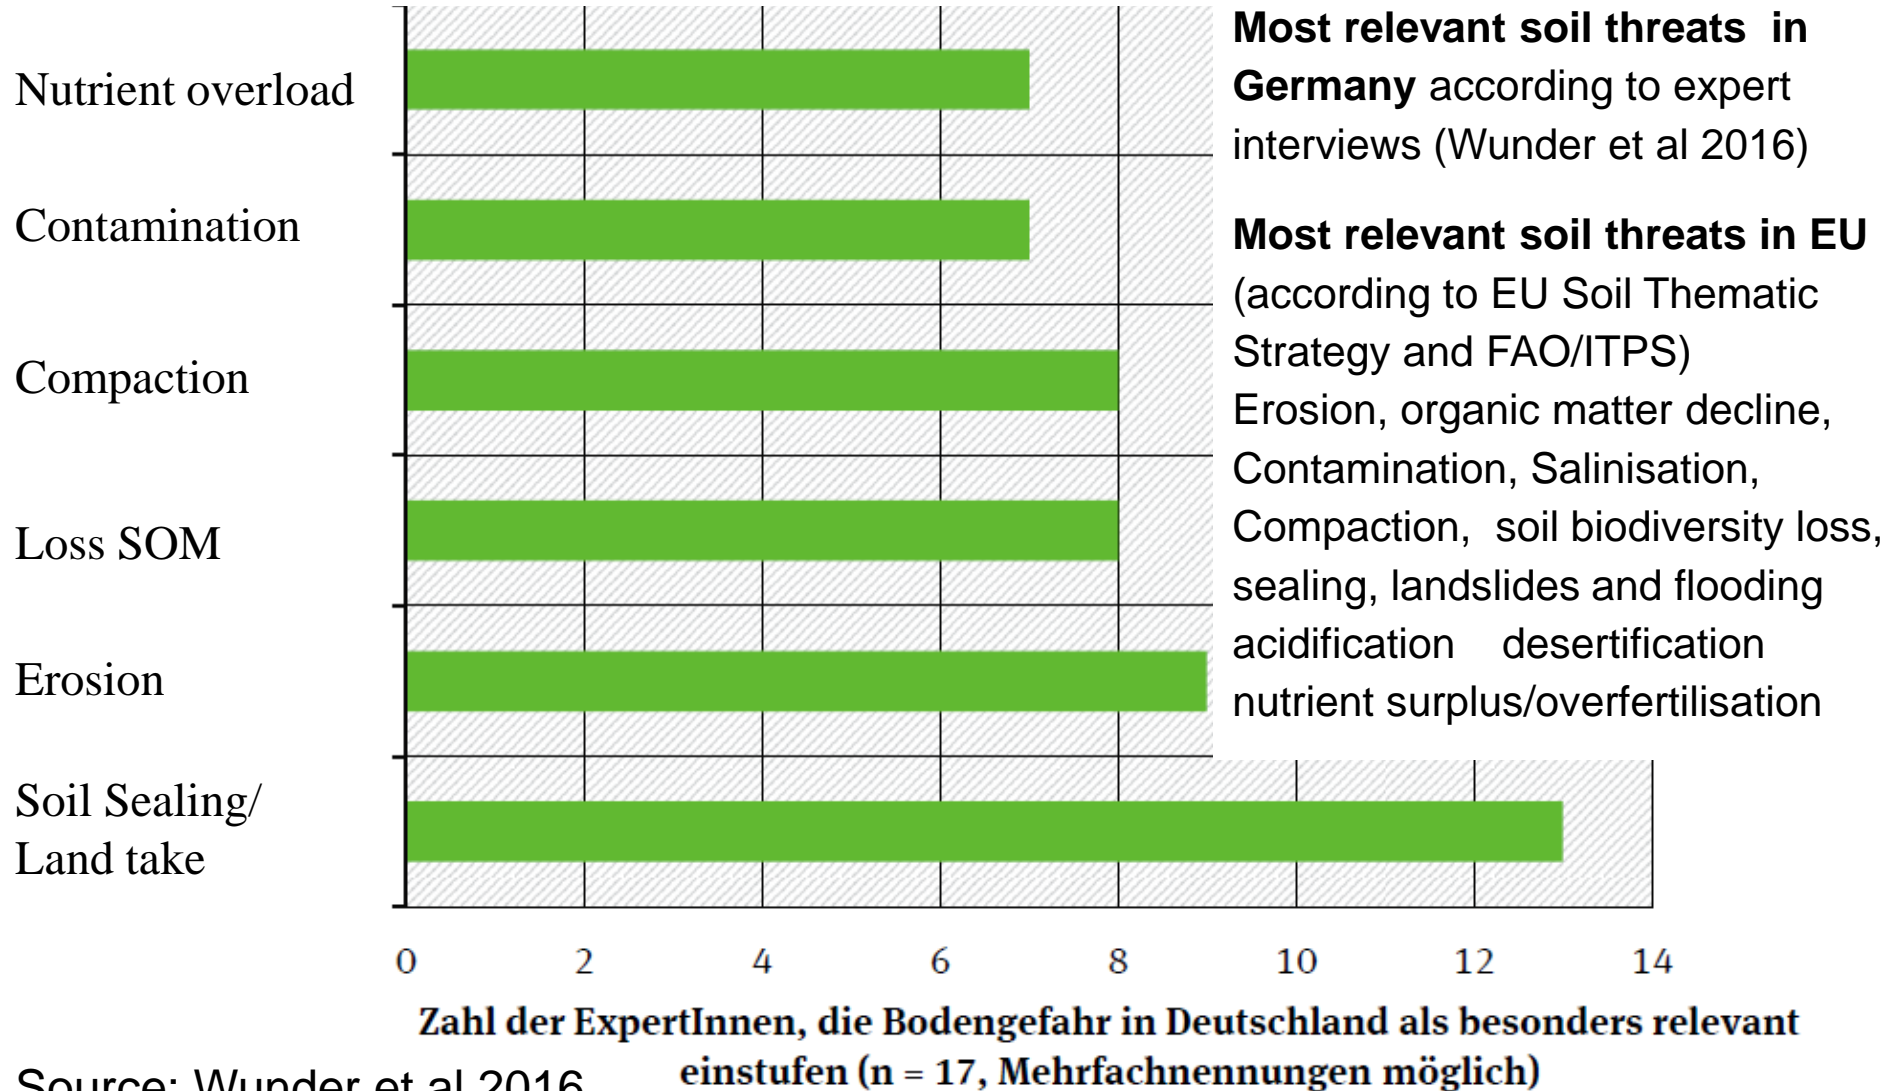 Nutrient overload
Contamination
Compaction
Loss SOM
Erosion
Soil Sealing/
Land take
Most relevant soil threats in
Germany according to expert
interviews (Wunder et al 2016)
Most relevant soil threats in EU
(according to EU Soil Thematic
Strategy and FAO/ITPS)
Erosion, organic matter decline,
Contamination, Salinisation,
Compaction, soil biodiversity loss,
sealing, landslides and flooding
acidification desertification
nutrient surplus/overfertilisation
0 2 4 6 8 10 12 14
Zahl der ExpertInnen, die Bodengefahr in Deutschland als besonders relevant
einstufen (n = 17, Mehrfachnennungen möglich)
Source: Wunder et al 2016